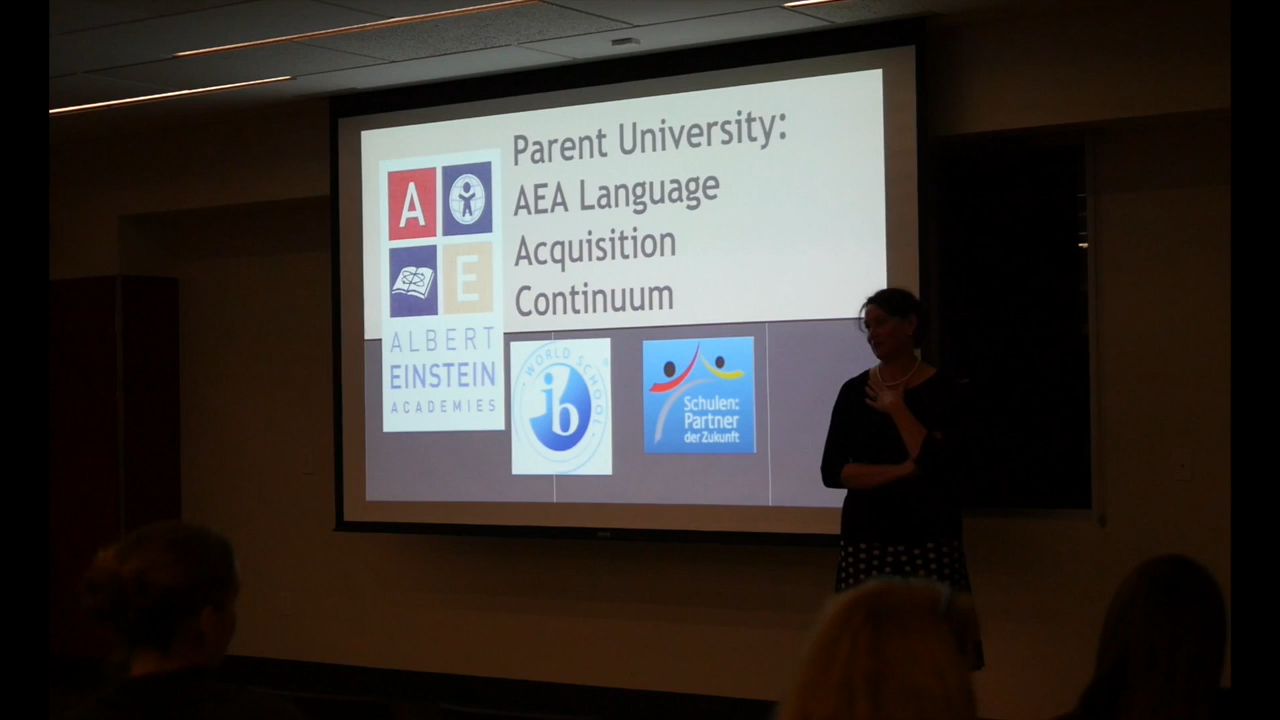 Parent University:
AEA Language
Acquisition
Continuum
A
E
ALBERT
EINSTEIN
ACADEMIES
WORLD SCHOOL
ib
®
Schulen:
Partner
der Zukunft